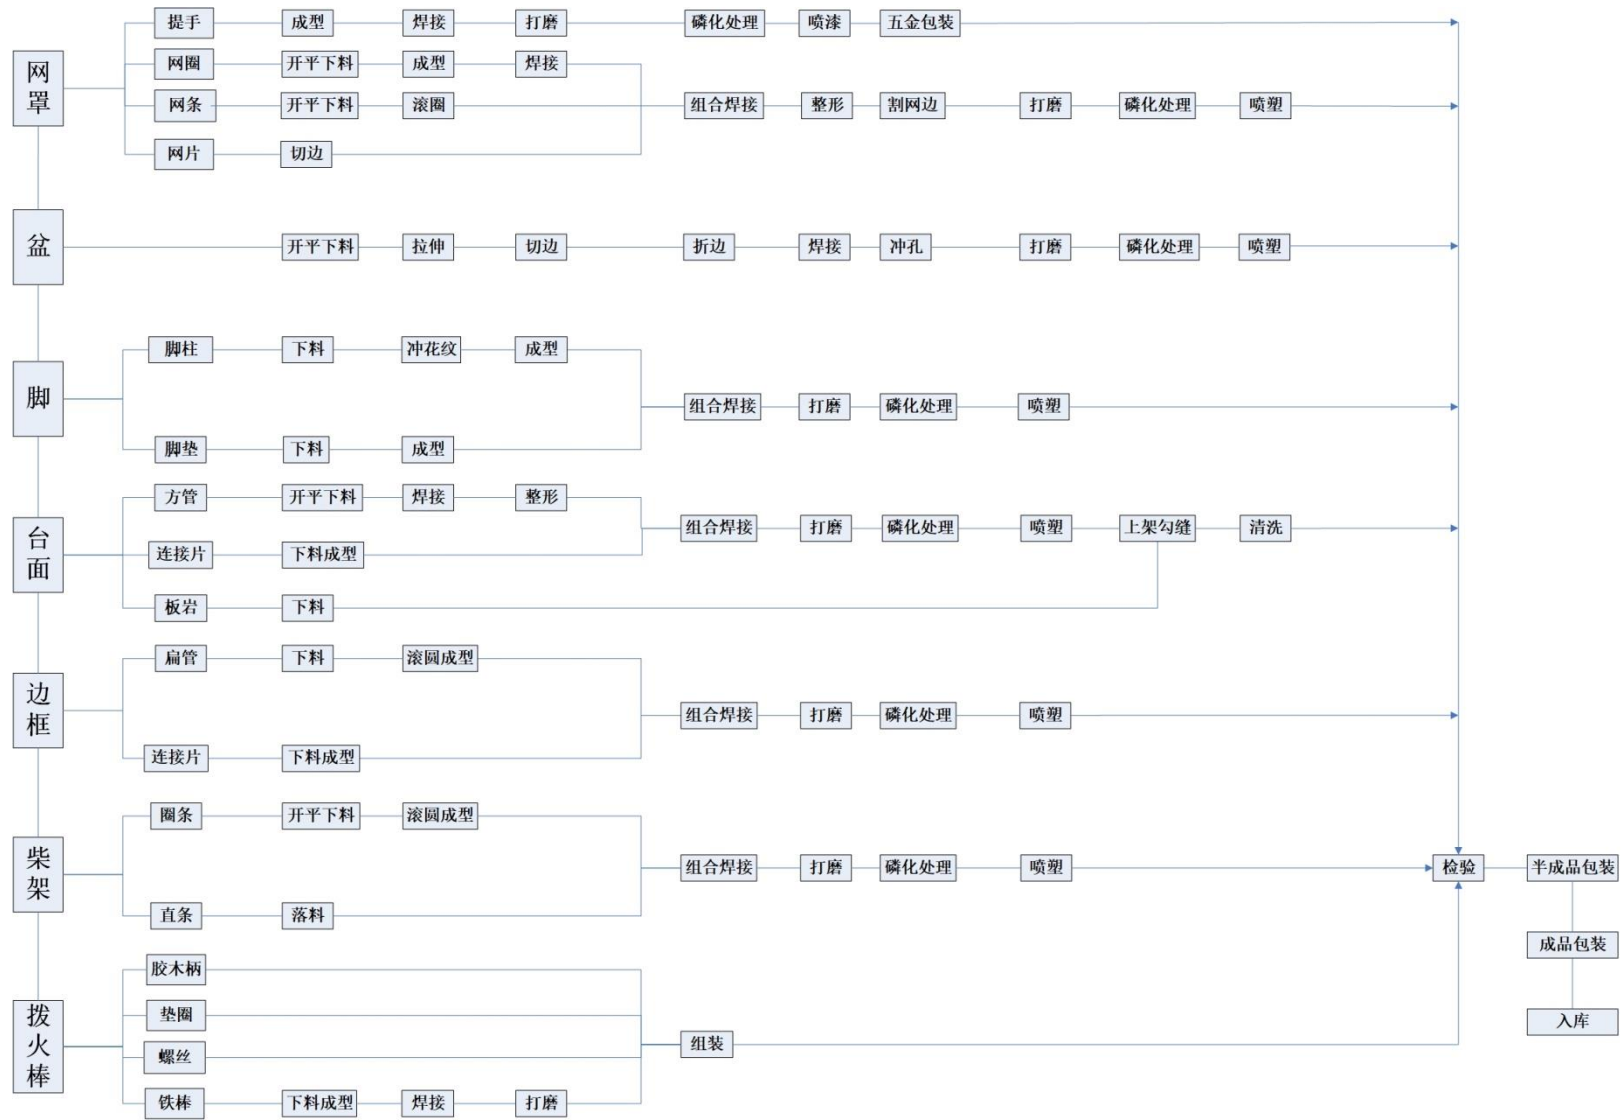 网罩
提手 成型 焊接 打磨 磷化处理 喷漆 五金包装
网圈 开平下料 成型 焊接
网条 开平下料 滚圈 组合焊接 整形 割网边 打磨 磷化处理 喷塑
网片 切边
盆 开平下料 拉伸 切边 折边 焊接 冲孔 打磨 磷化处理 喷塑
脚
脚柱 下料 冲花纹 成型
组合焊接 打磨 磷化处理 喷塑
脚垫 下料 成型
台面
方管 开平下料 焊接 整形
组合焊接 打磨 磷化处理 喷塑 上架勾缝 清洗
连接片 下料成型
板岩 下料
边框
扁管 下料 滚圆成型
组合焊接 打磨 磷化处理 喷塑
连接片 下料成型
柴架
圈条 开平下料 滚圆成型
组合焊接 打磨 磷化处理 喷塑 检验 半成品包装
直条 落料
成品包装
拨火棒
胶木柄
垫圈
入库
组装
螺丝
铁棒 下料成型 焊接 打磨